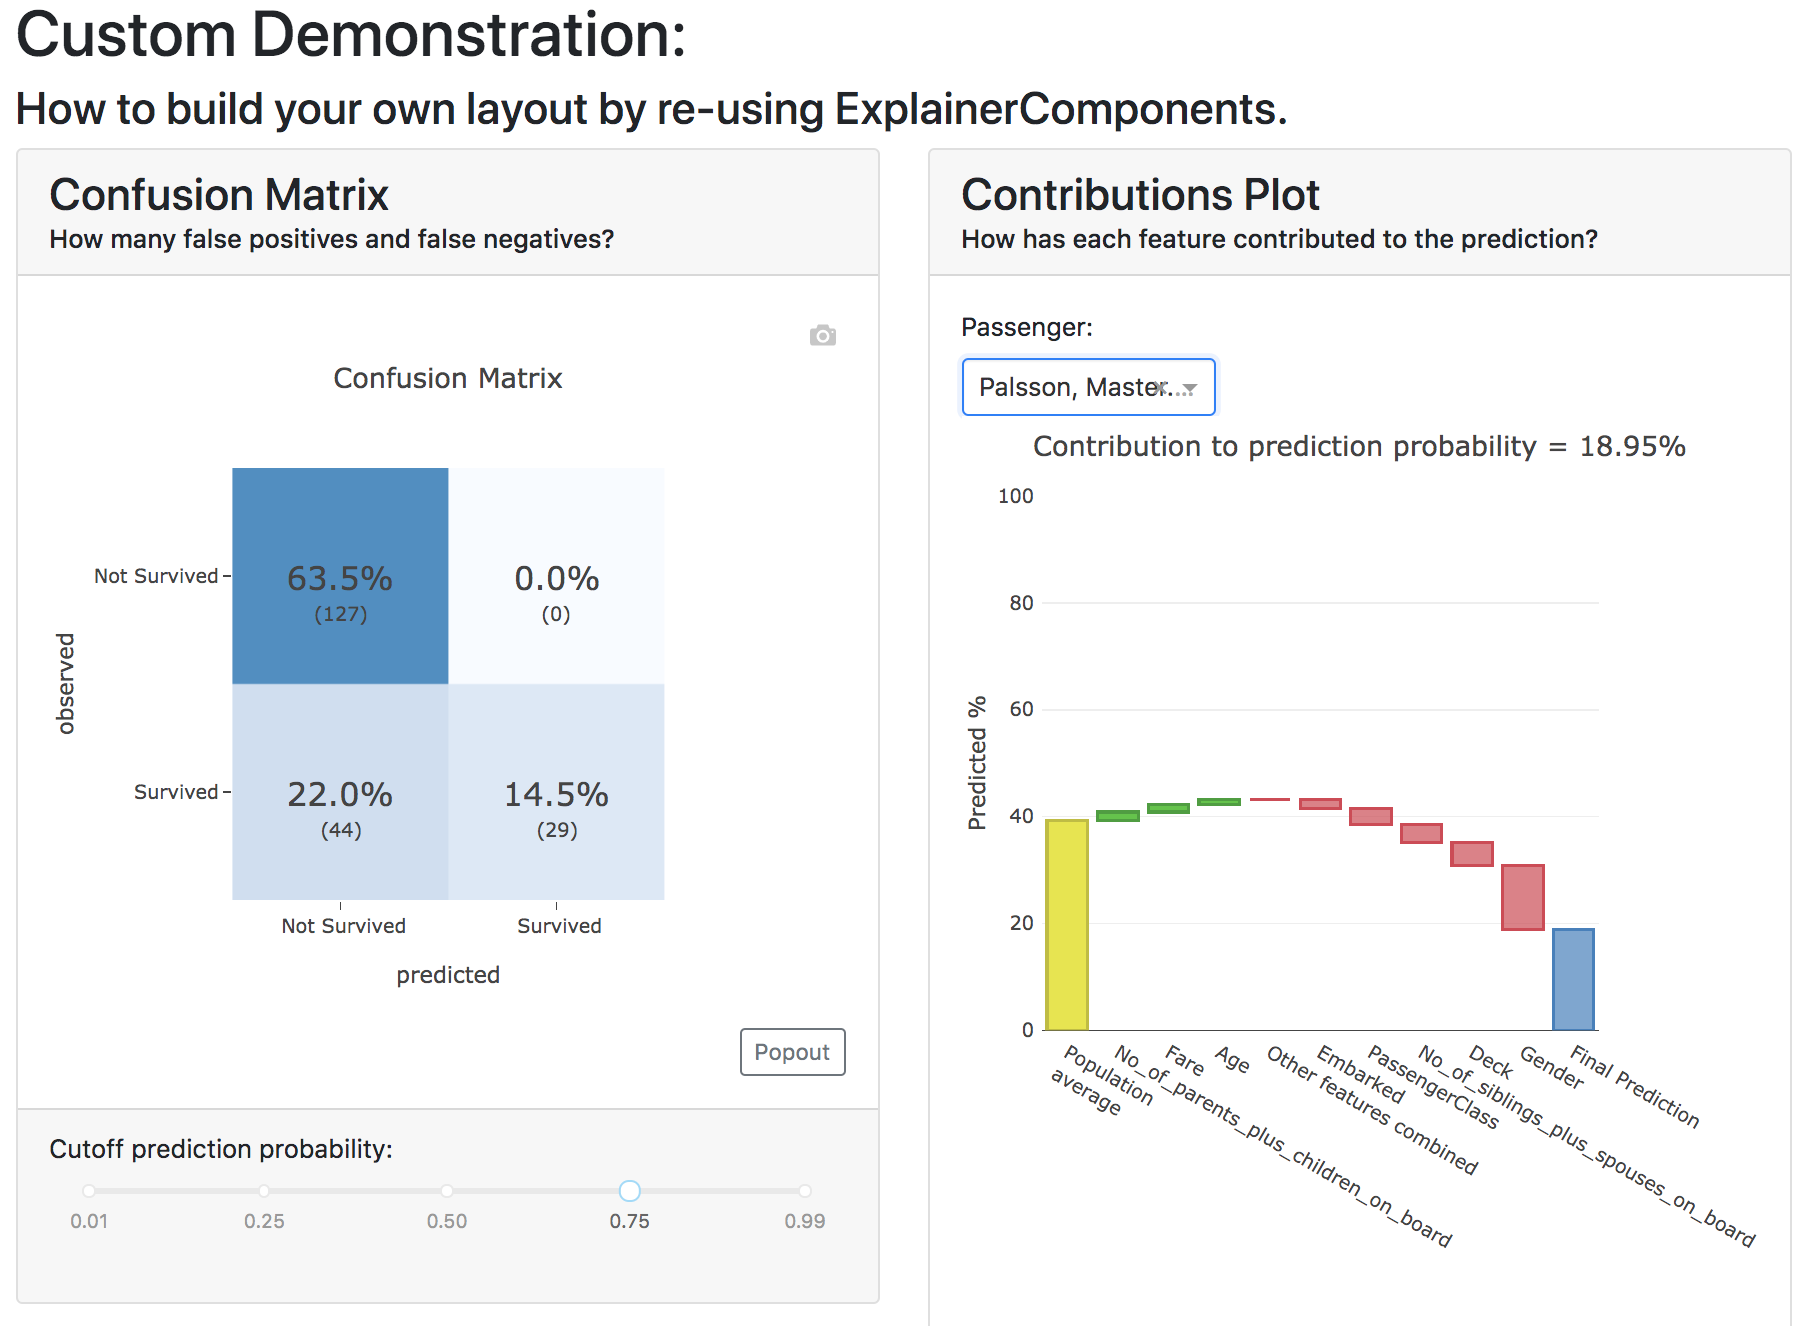 Custom Demonstration:
How to build your own layout by re-using ExplainerComponents.
Confusion Matrix
How many false positives and false negatives?
Confusion Matrix
observed
Not Survived
63.5%
(127)
0.0%
(0)
Survived
22.0%
(44)
14.5%
(29)
Not Survived
Survived
predicted
Popout
Cutoff prediction probability:
0.01
0.25
0.50
0.75
0.99
Contributions Plot
How has each feature contributed to the prediction?
Passenger:
Palsson, Master. ...
Contribution to prediction probability = 18.95%
Predicted %
100
80
60
40
20
0
Population
average
No_of_parents_plus_children_on_board
Fare
Age
Other features combined
Embarked
PassengerClass
No_of_siblings_plus_spouses_on_board
Deck
Gender
Final Prediction